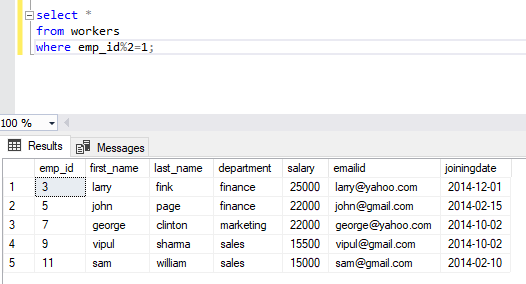 select *
from workers
where emp_id%2=1;
100 %
Results Messages
emp_id first_name last_name department salary emailid joiningdate
1 3 larry fink finance 25000 larry@yahoo.com 2014-12-01
2 5 john page finance 22000 john@gmail.com 2014-02-15
3 7 george clinton marketing 22000 george@yahoo.com 2014-10-02
4 9 vipul sharma sales 15500 vipul@gmail.com 2014-10-02
5 11 sam william sales 15000 sam@gmail.com 2014-02-10